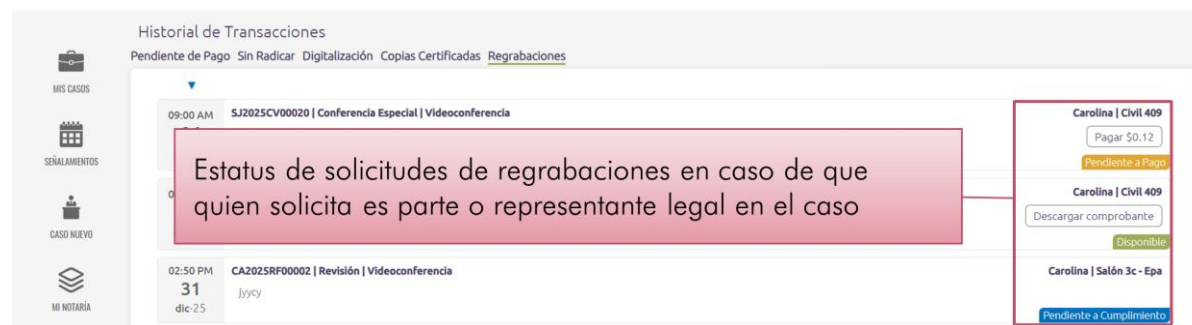 Historial de Transacciones
Pendiente de Pago Sin Radicar Digitalización Copias Certificadas Regrabaciones
MIS CASOS
SEÑALAMIENTOS
CASO NUEVO
MI NOTARÍA
09:00 AM SJ2025CV00020 | Conferencia Especial | Videoconferencia
Carolina | Civil 409
Pagar $0.12
Pendiente a Pago
Estatus de solicitudes de regrabaciones en caso de que
quien solicita es parte o representante legal en el caso
Carolina | Civil 409
Descargar comprobante
Disponible
02:50 PM CA2025RF00002 | Revisión | Videoconferencia
31 Jyycy
dic-25
Carolina | Salón 3c - Epa
Pendiente a Cumplimiento